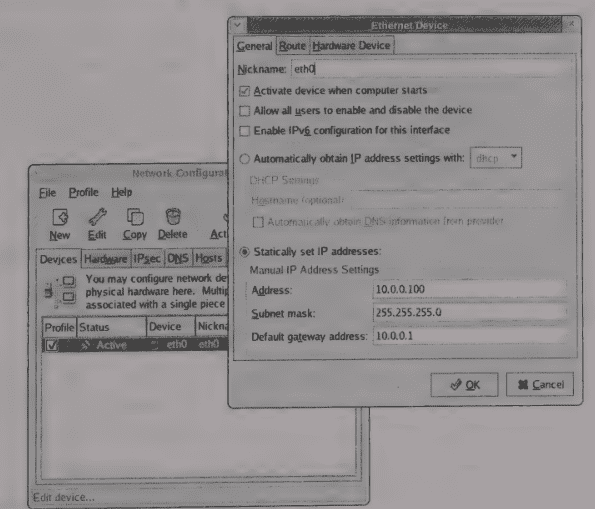 Ethernet Device
General Route Hardware Device
Nickname: eth0
Activate device when computer starts
Allow all users to enable and disable the device
Enable IPv6 configuration for this interface
Automatically obtain IP address settings with: dhcp
DHCP Settings
Hostname (optional):
Automatically obtain DNS information from provider
Statically set IP addresses:
Manual IP Address Settings
Address: 10.0.0.100
Subnet mask: 255.255.255.0
Default gateway address: 10.0.0.1
OK Cancel
Network Configurat
File Profile Help
New Edit Copy Delete Act
Devices Hardware IPsec DNS Hosts
You may configure network de
physical hardware here. Multip
associated with a single piece
Profile Status Device Nickna
Active eth0 eth0
Edit device...